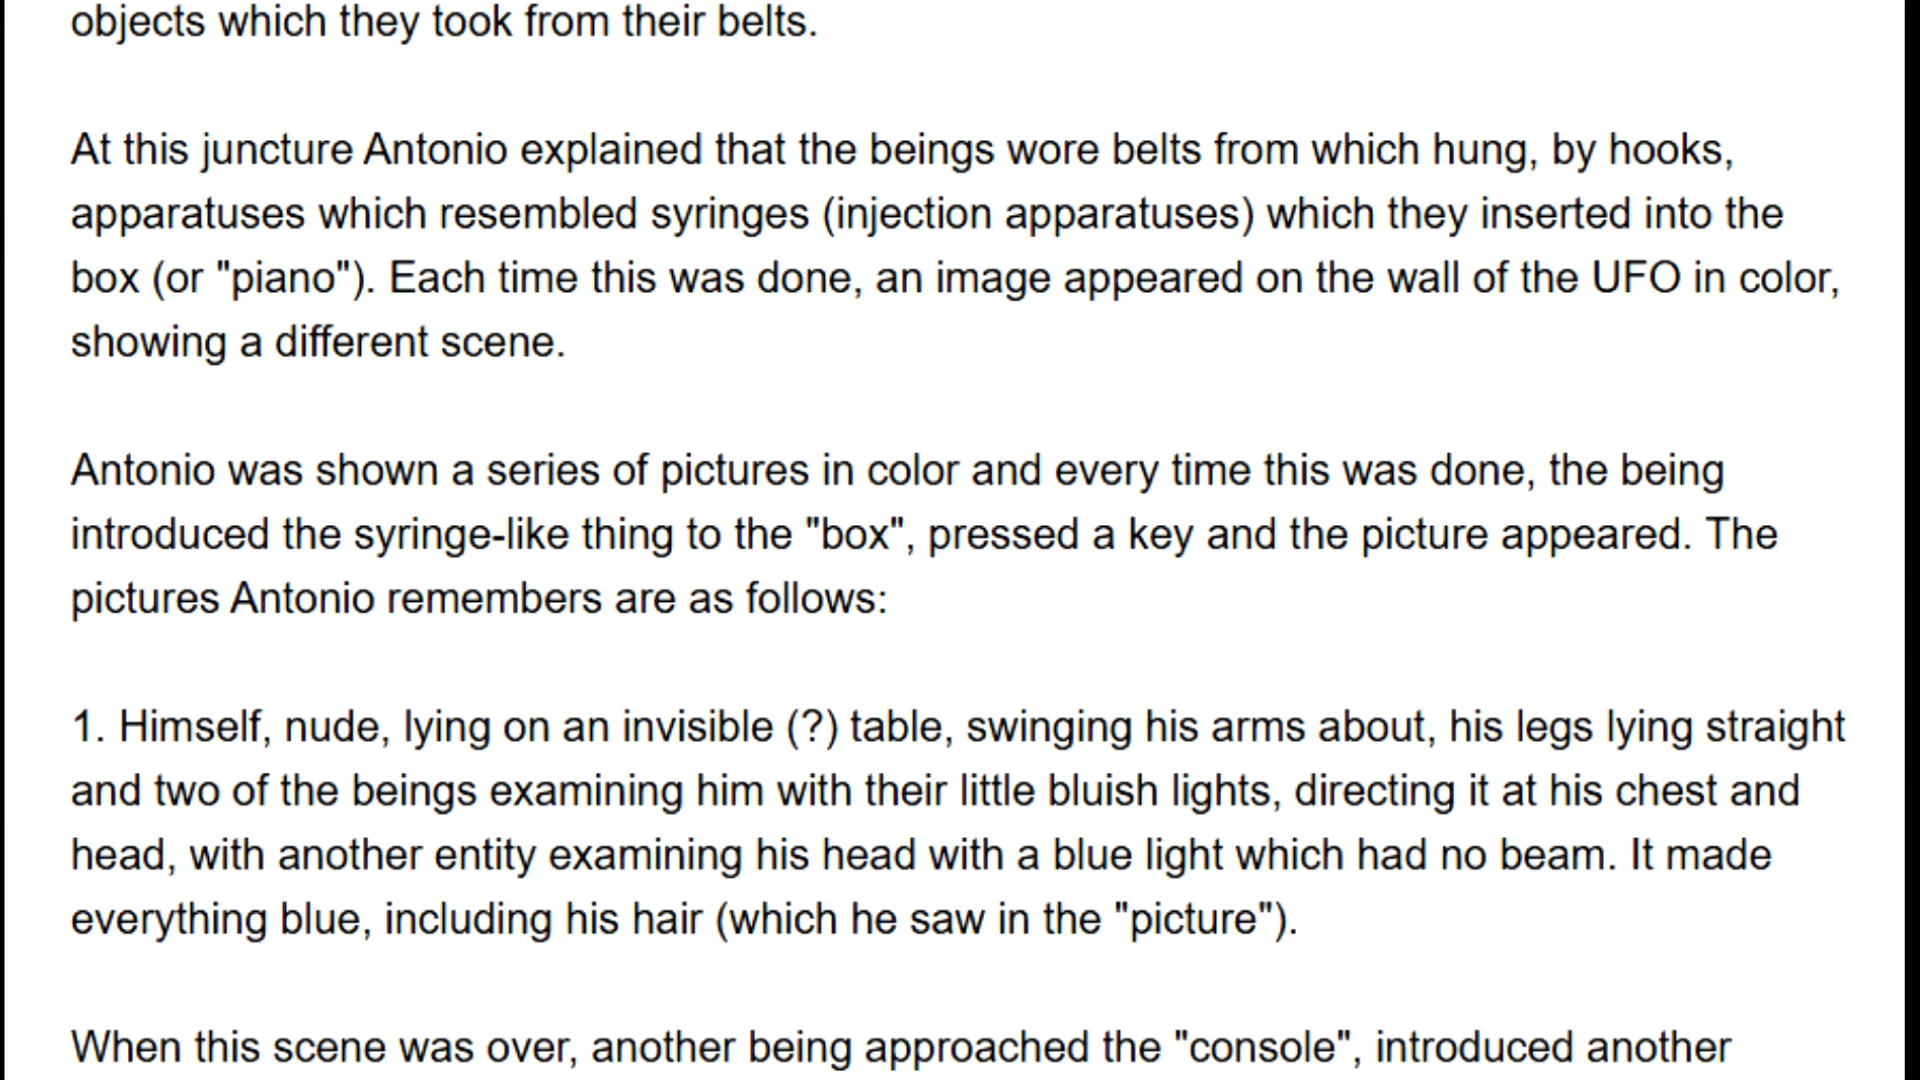 objects which they took from their belts.
At this juncture Antonio explained that the beings wore belts from which hung, by hooks,
apparatuses which resembled syringes (injection apparatuses) which they inserted into the
box (or "piano"). Each time this was done, an image appeared on the wall of the UFO in color,
showing a different scene.
Antonio was shown a series of pictures in color and every time this was done, the being
introduced the syringe-like thing to the "box", pressed a key and the picture appeared. The
pictures Antonio remembers are as follows:
1. Himself, nude, lying on an invisible (?) table, swinging his arms about, his legs lying straight
and two of the beings examining him with their little bluish lights, directing it at his chest and
head, with another entity examining his head with a blue light which had no beam. It made
everything blue, including his hair (which he saw in the "picture").
When this scene was over, another being approached the "console", introduced another